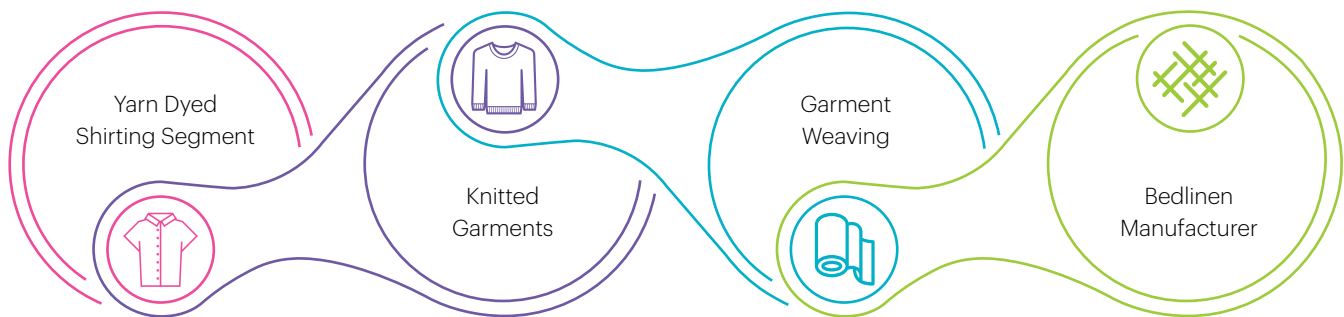 Yarn Dyed
Shirting Segment
Knitted
Garments
Garment
Weaving
Bedlinen
Manufacturer